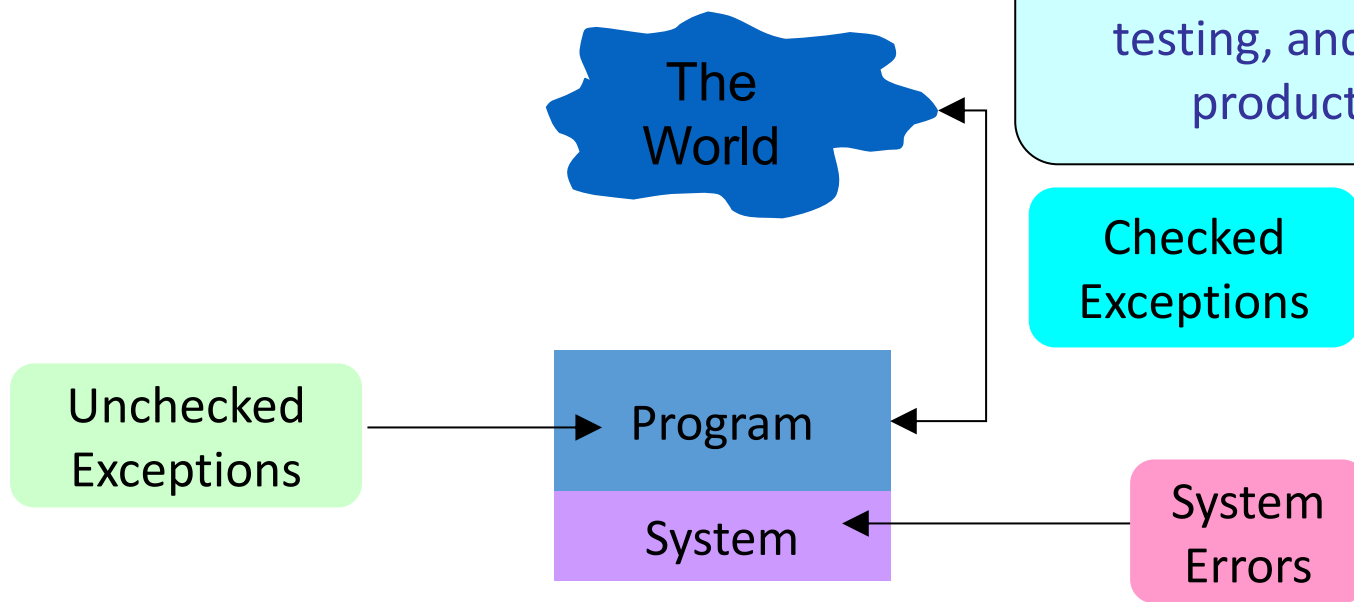 testing, and
product
The
World
Checked
Exceptions
Unchecked
Exceptions
Program
System
System
Errors